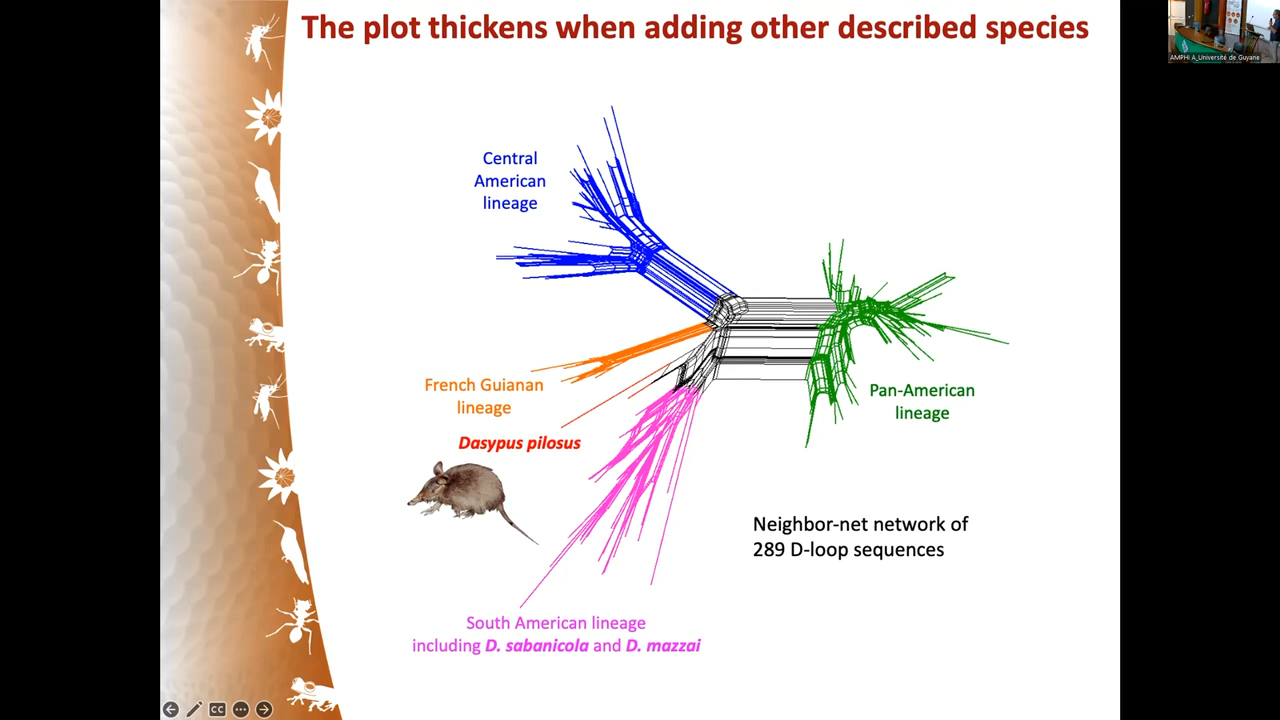 The plot thickens when adding other described species
AMPHI A_Université de Guyane
Central
American
lineage
French Guianan
lineage
Pan-American
lineage
Dasypus pilosus
Neighbor-net network of
289 D-loop sequences
South American lineage
including D. sabanicola and D. mazzai
CC